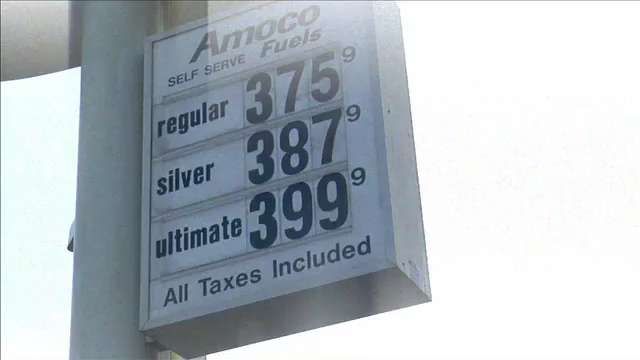 Amoco
SELF SERVE Fuels
regular 375 9
silver 387 9
ultimate 399 9
All Taxes Included